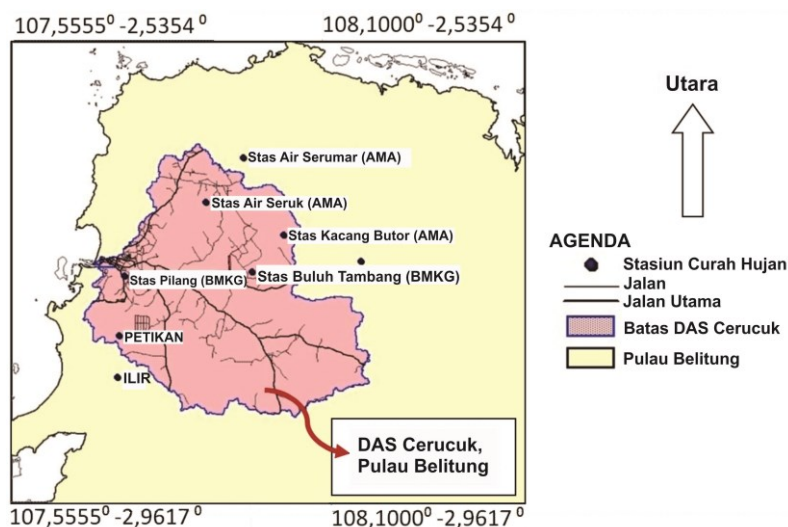 107,5555⁰ -2,5354⁰
108,1000⁰ -2,5354⁰
Utara
Stas Air Serumar (AMA)
Stas Air Seruk (AMA)
Stas Kacang Butor (AMA)
Stas Pilang (BMKG)
Stas Buluh Tambang (BMKG)
PETIKAN
ILIR
AGENDA
Stasiun Curah Hujan
Jalan
Jalan Utama
Batas DAS Cerucuk
Pulau Belitung
DAS Cerucuk,
Pulau Belitung
107,5555⁰ -2,9617⁰
108,1000⁰ -2,9617⁰